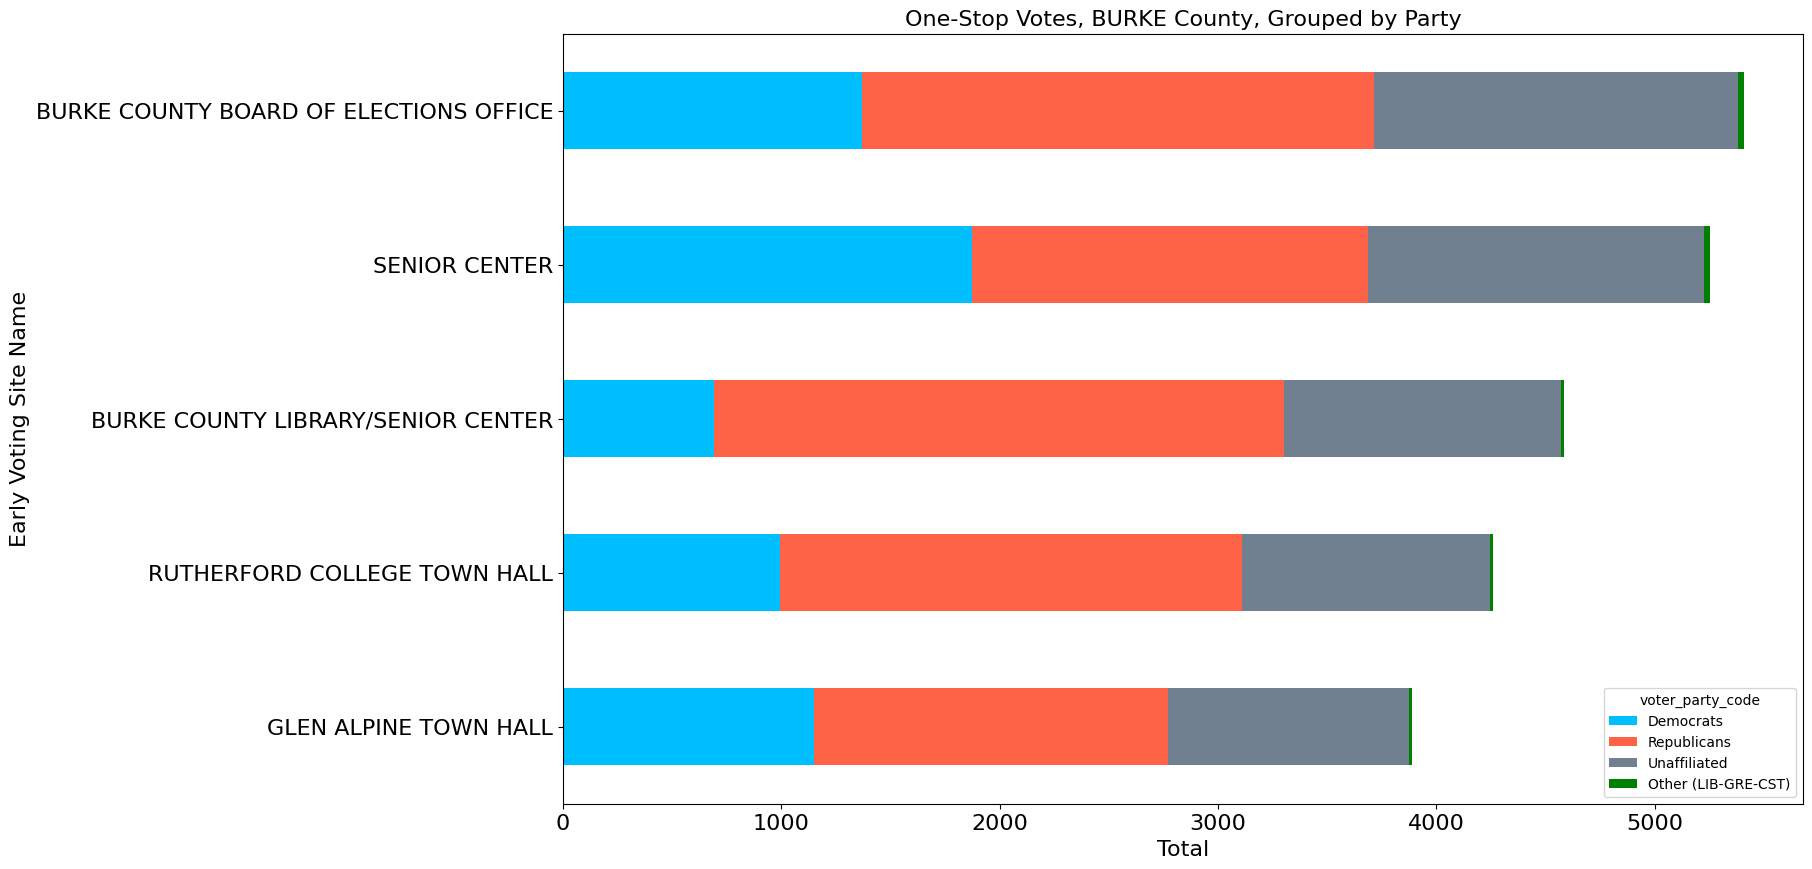 One-Stop Votes, BURKE County, Grouped by Party
Early Voting Site Name
BURKE COUNTY BOARD OF ELECTIONS OFFICE
SENIOR CENTER
BURKE COUNTY LIBRARY/SENIOR CENTER
RUTHERFORD COLLEGE TOWN HALL
GLEN ALPINE TOWN HALL
voter_party_code
Democrats
Republicans
Unaffiliated
Other (LIB-GRE-CST)
0 1000 2000 3000 4000 5000
Total